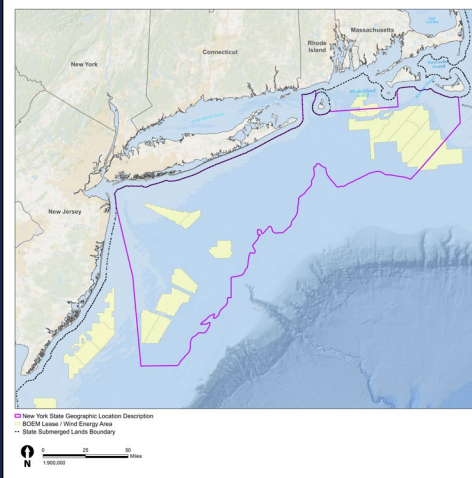 Massachusetts
Rhode
Island
Connecticut
New York
New Jersey
New York State Geographic Location Description
BOEM Lease / Wind Energy Area
State Submerged Lands Boundary
0 25 50
Miles
N
1:900,000